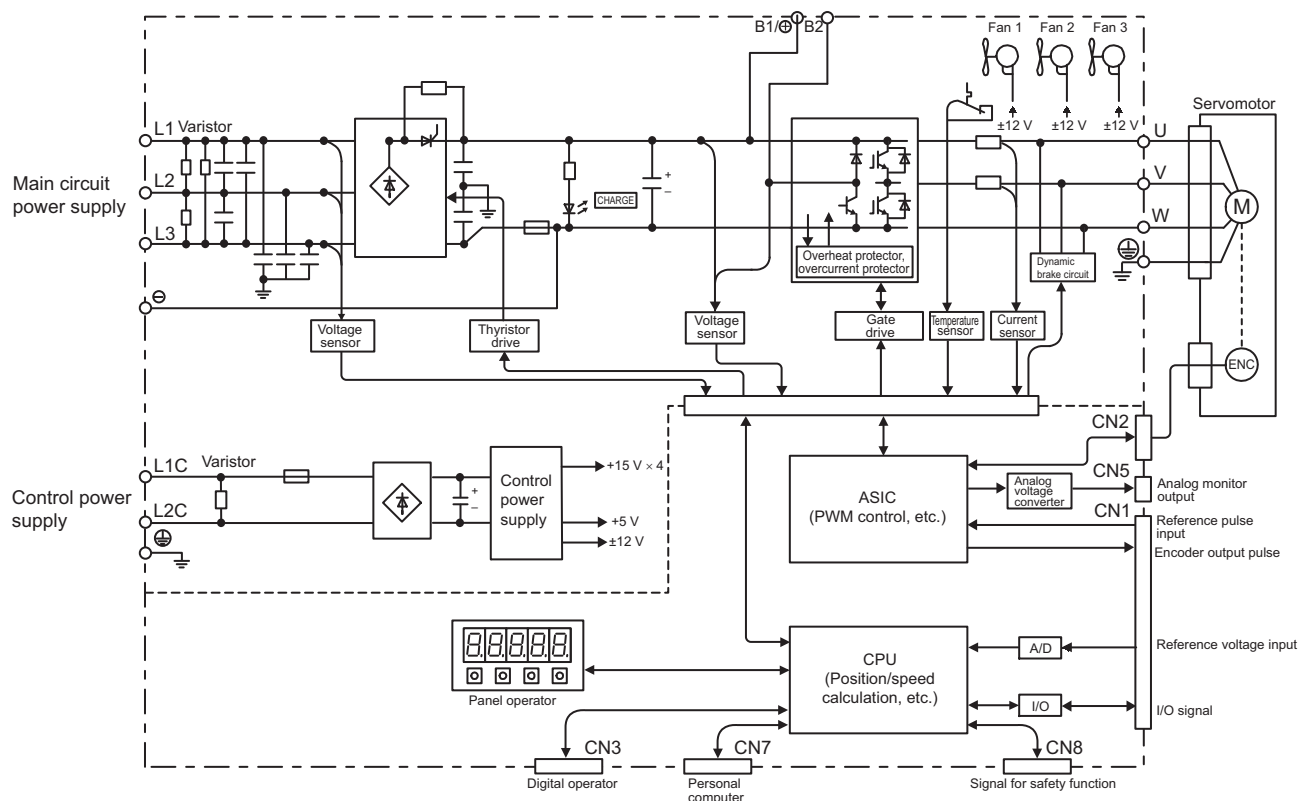 B1/⊕ B2
Fan 1 Fan 2 Fan 3
±12 V ±12 V ±12 V
Servomotor
L1 Varistor
U
Main circuit
power supply
L2
V
CHARGE
+
–
M
L3
W
Overheat protector,
overcurrent protector
Dynamic
brake circuit
⊖
Voltage
sensor
Thyristor
drive
Voltage
sensor
Gate
drive
Temperature
sensor
Current
sensor
ENC
CN2
L1C Varistor
Control power
supply
L2C
+
–
Control
power
supply
+15 V × 4
+5 V
±12 V
ASIC
(PWM control, etc.)
Analog
voltage
converter
CN5
Analog monitor
output
CN1
Reference pulse
input
Encoder output pulse
8.8.8.8.8.
Panel operator
CPU
(Position/speed
calculation, etc.)
A/D
Reference voltage input
I/O
I/O signal
CN3
Digital operator
CN7
Personal
computer
CN8
Signal for safety function